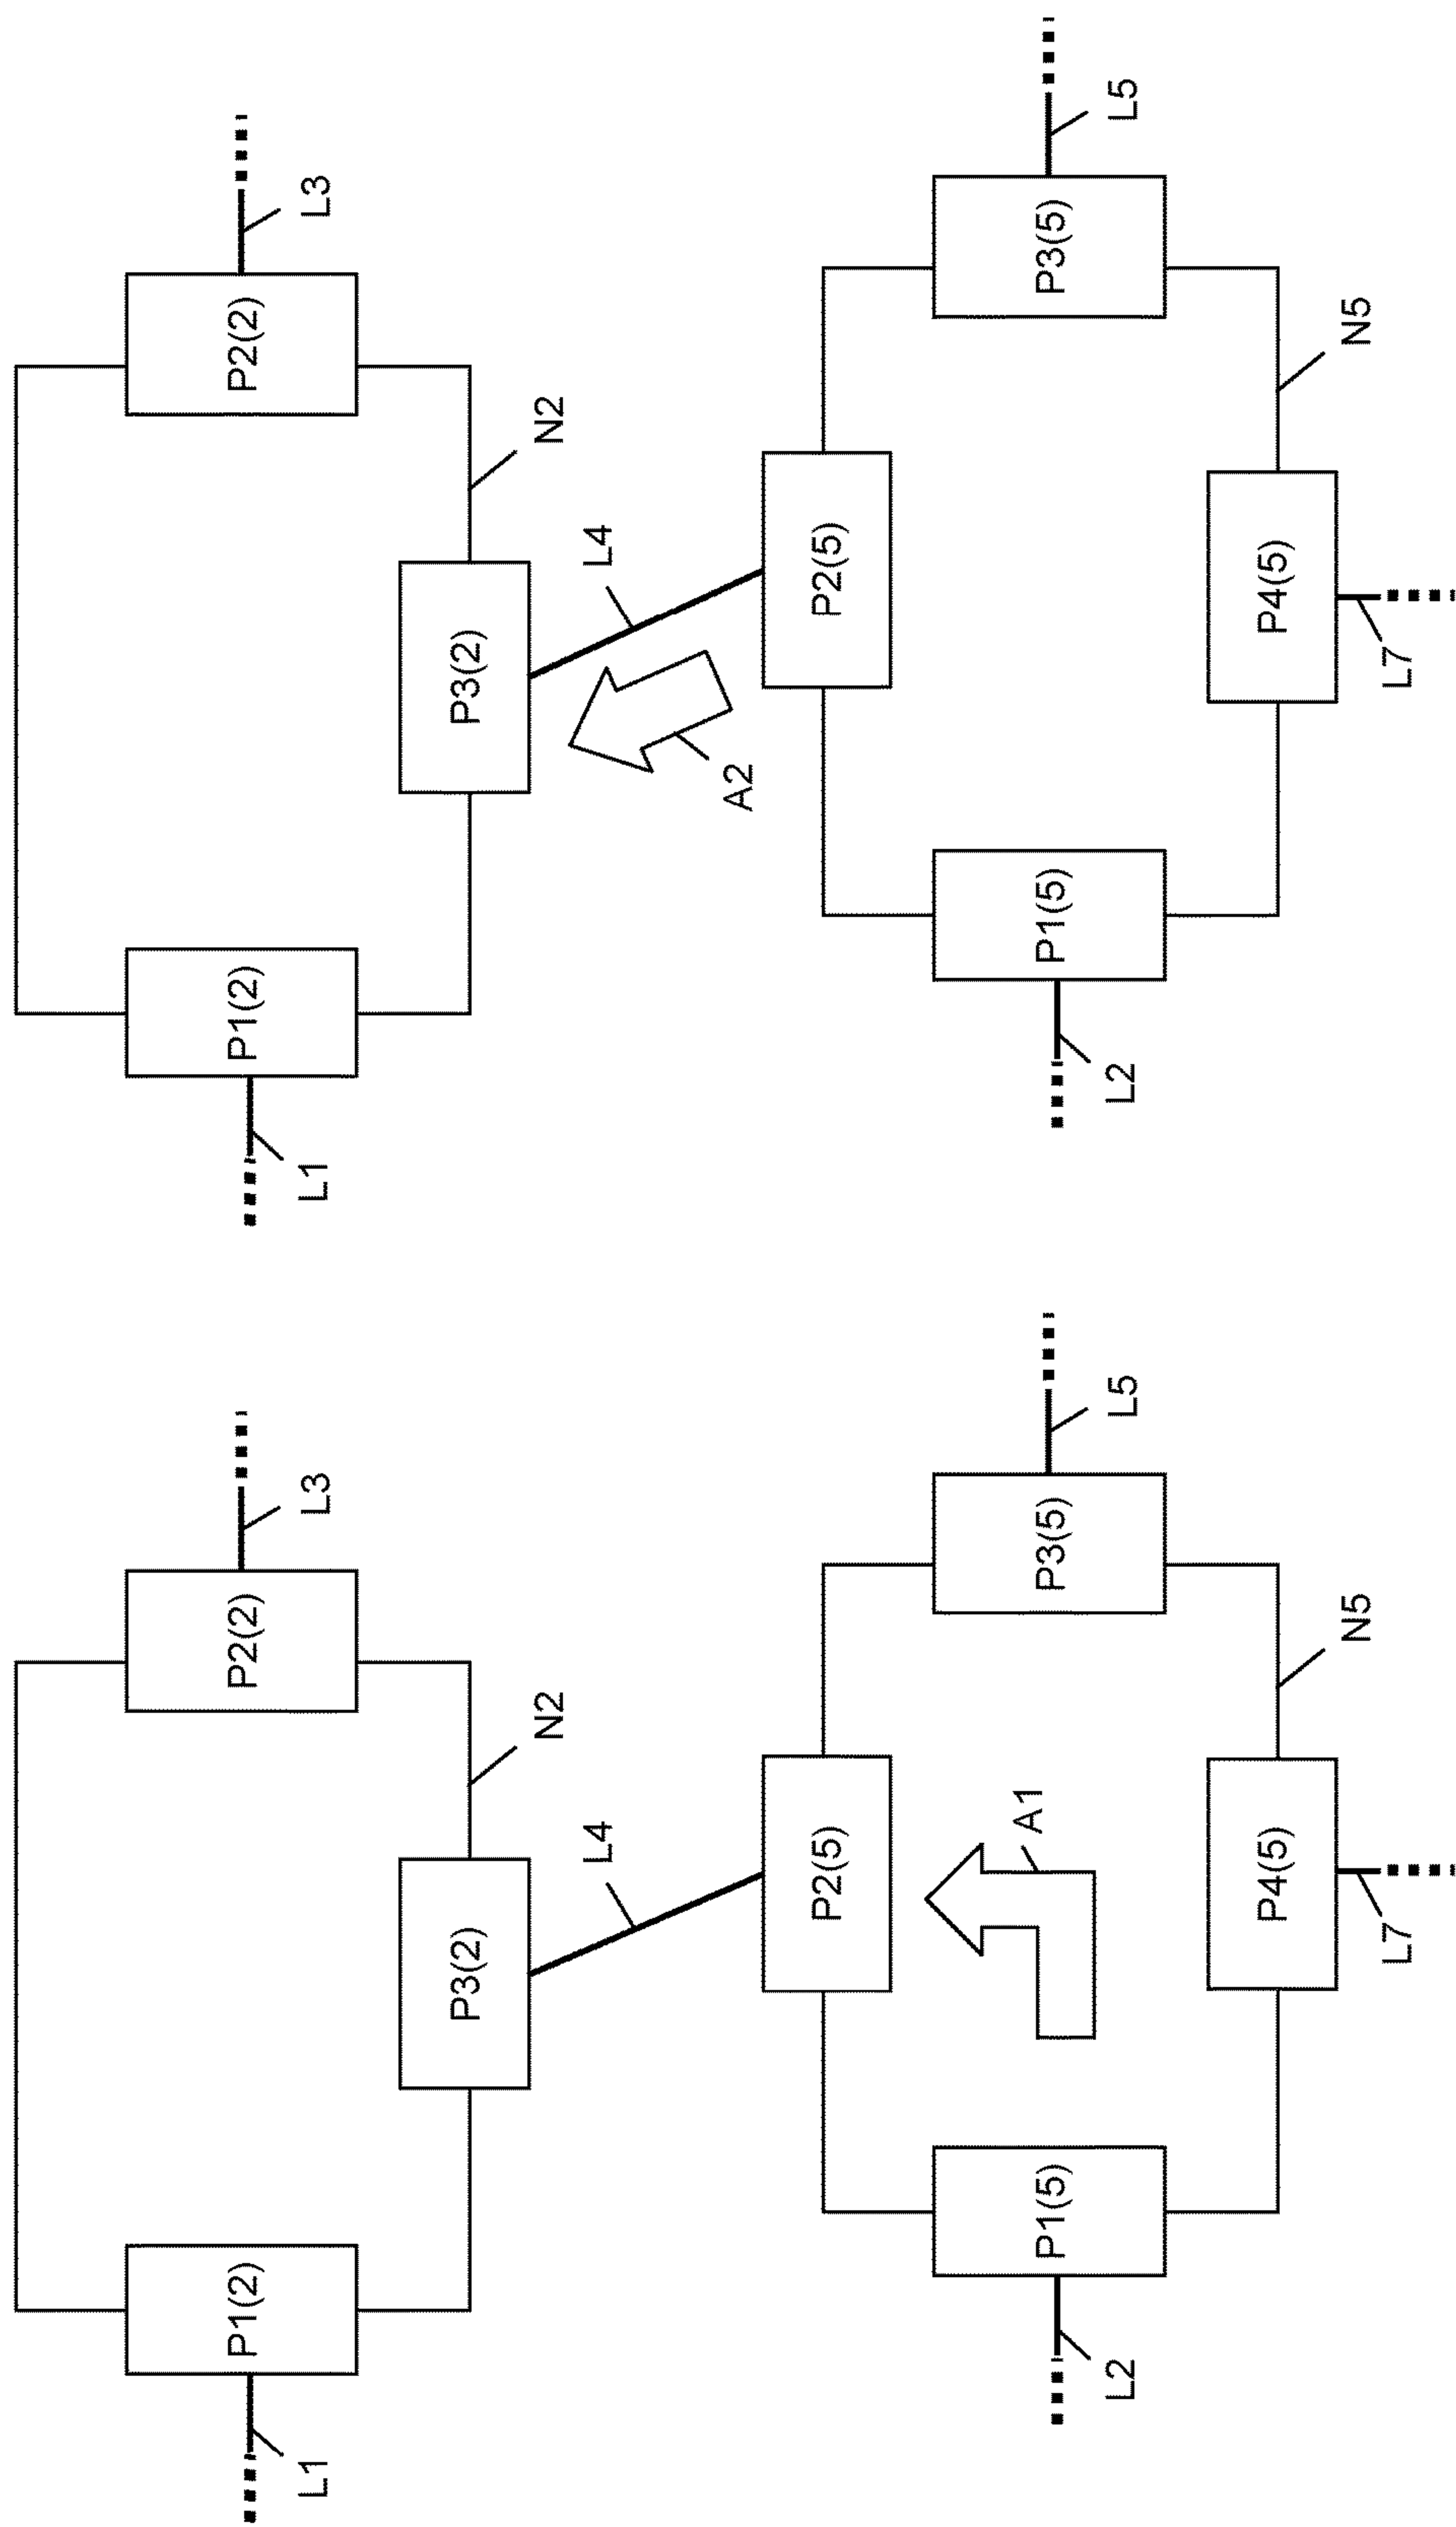 L3
P2(2)
N2
P1(2)
L1
P3(2)
L4
A2
P2(5)
L5
P3(5)
N5
P1(5)
L2
P4(5)
L7
L3
P2(2)
N2
P1(2)
L1
P3(2)
L4
P2(5)
A1
L5
P3(5)
N5
P1(5)
L2
P4(5)
L7